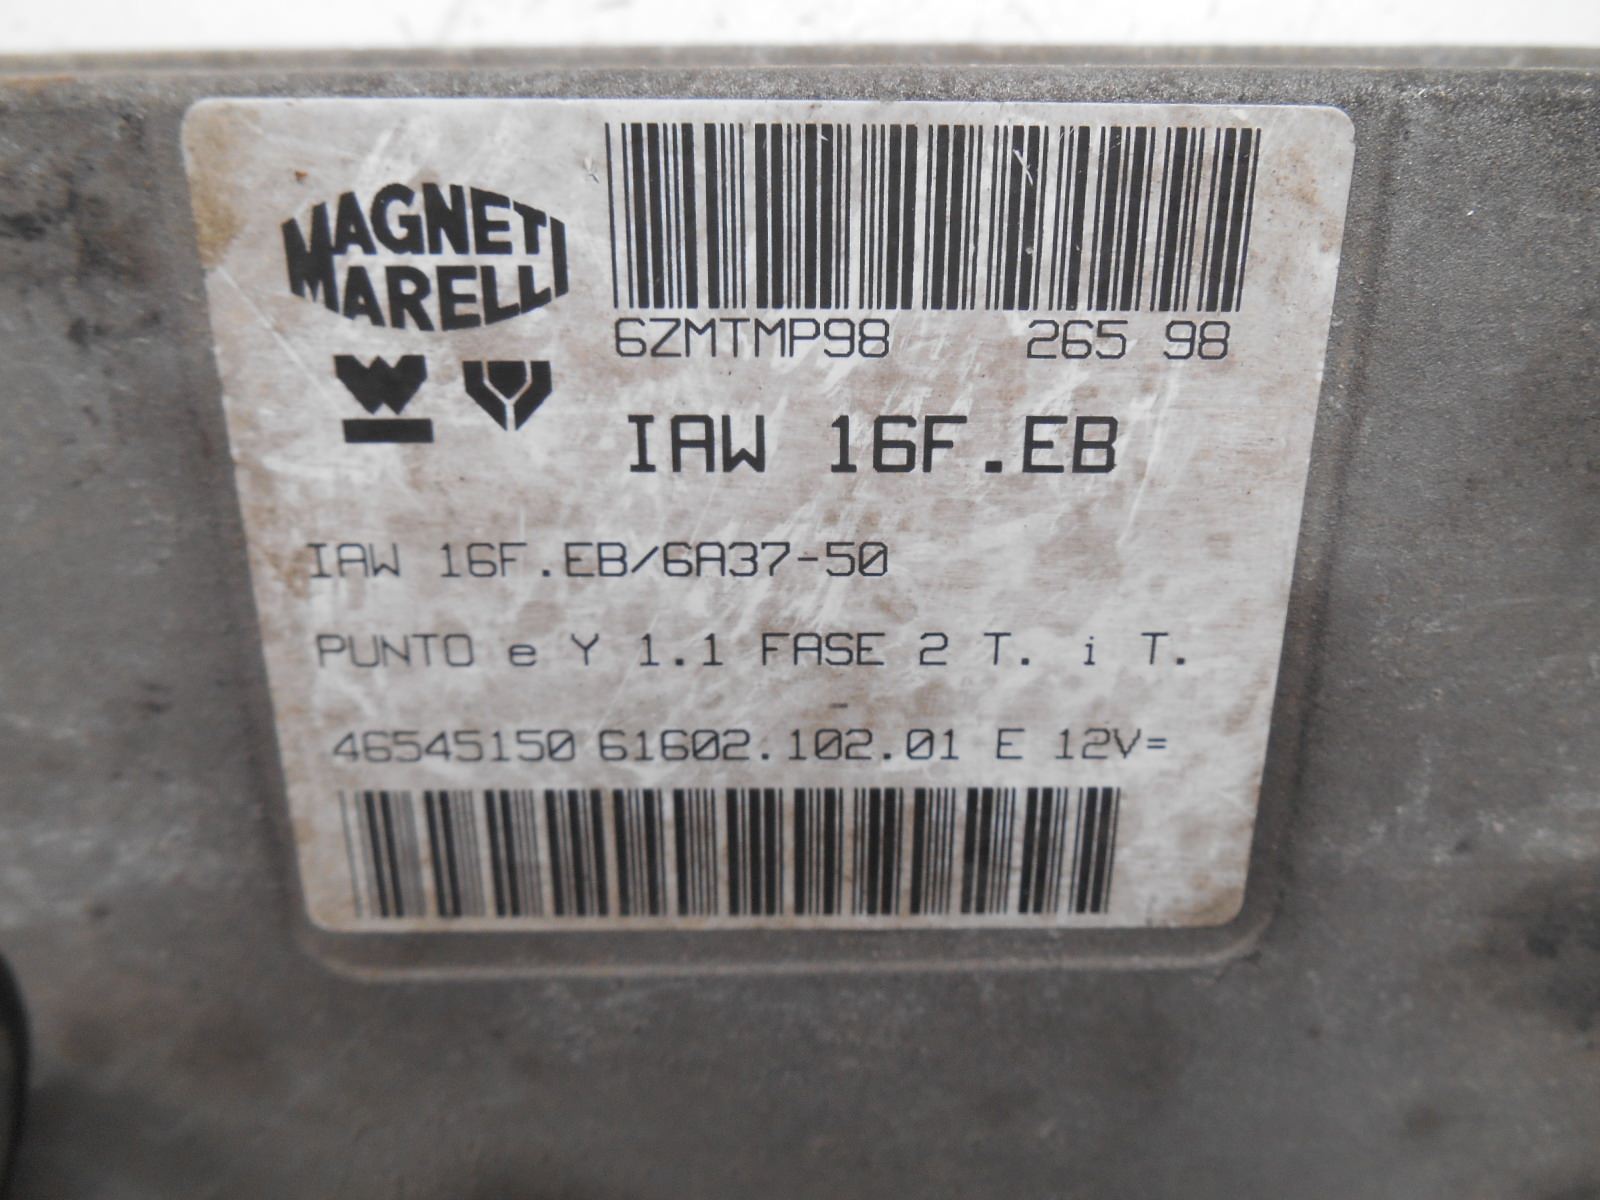 MAGNETI
MARELLI
6ZMTMP98 265 98
W
IAW 16F.EB
IAW 16F.EB/6A37-50
PUNTO e Y 1.1 FASE 2 T. i T.
-
46545150 61602.102.01 E 12V=